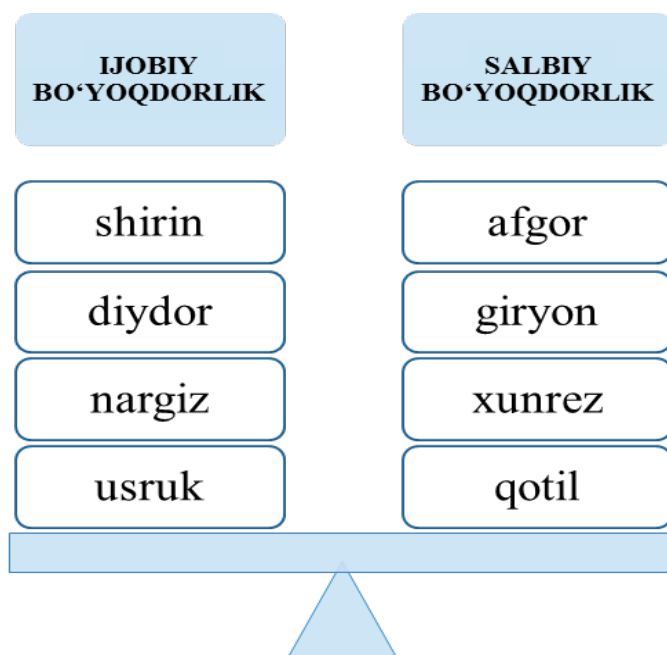 IJOBIY
BO‘YOQDORLIK
shirin
diydor
nargiz
usruk
SALBIY
BO‘YOQDORLIK
afgor
giryon
xunrez
qotil